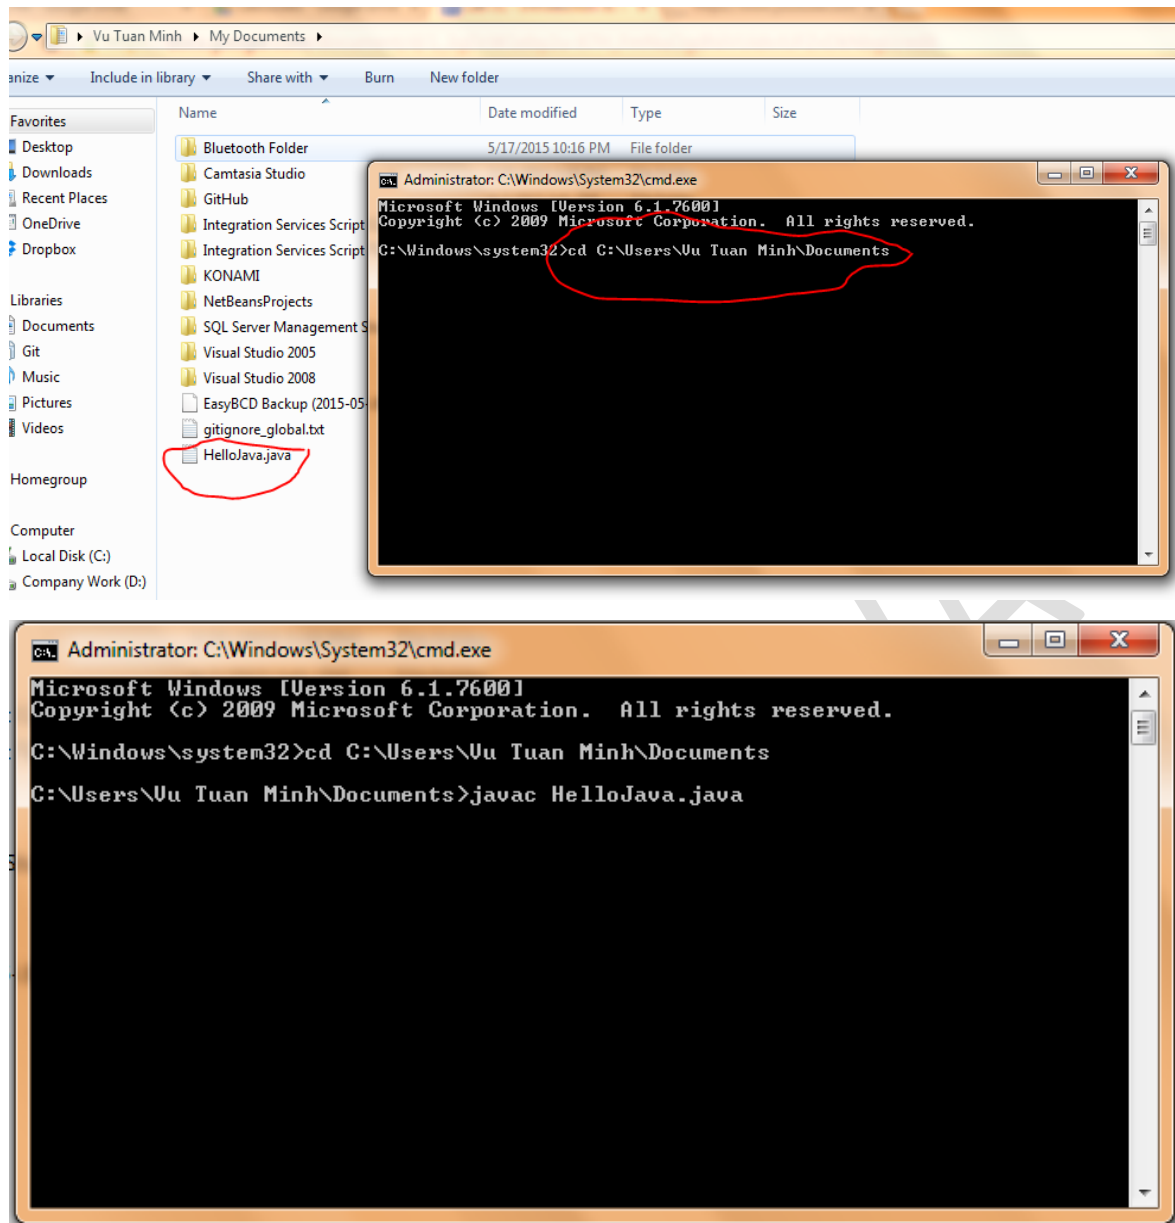 Vu Tuan Minh My Documents
anize Include in library Share with Burn New folder
Name Date modified Type Size
Favorites
Desktop
Downloads
Recent Places
OneDrive
Dropbox
Libraries
Documents
Git
Music
Pictures
Videos
Homegroup
Computer
Local Disk (C:)
Company Work (D:)
Bluetooth Folder 5/17/2015 10:16 PM File folder
Camtasia Studio
GitHub
Integration Services Script
Integration Services Script
KONAMI
NetBeansProjects
SQL Server Management S
Visual Studio 2005
Visual Studio 2008
EasyBCD Backup (2015-05-
gitignore_global.txt
HelloJava.java
Administrator: C:\Windows\System32\cmd.exe
Microsoft Windows [Version 6.1.7600]
Copyright (c) 2009 Microsoft Corporation. All rights reserved.
C:\Windows\system32>cd C:\Users\Vu Tuan Minh\Documents
Administrator: C:\Windows\System32\cmd.exe
Microsoft Windows [Version 6.1.7600]
Copyright (c) 2009 Microsoft Corporation. All rights reserved.
C:\Windows\system32>cd C:\Users\Vu Tuan Minh\Documents
C:\Users\Vu Tuan Minh\Documents>javac HelloJava.java